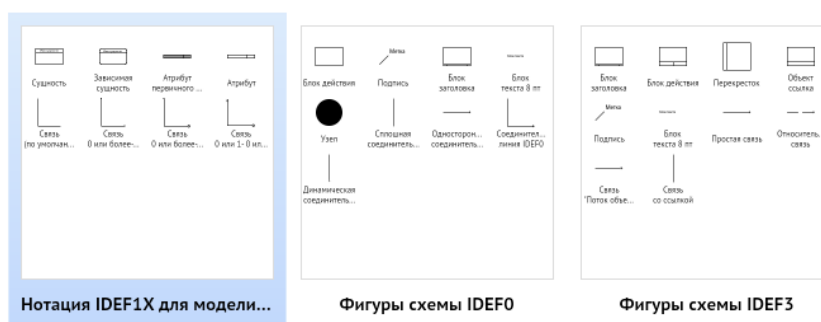 Сущность
Зависимая
сущность
Атрибут
первичного ...
Атрибут
Связь
(по умолчан...
Связь
0 или более-...
Связь
0 или более-...
Связь
0 или 1- 0 ил...
Нотация IDEF1X для модели...
Блок действия
Метка
Подпись
Блок
заголовка
Блок
текста 8 пт
Узел
Сплошная
соединитель...
Односторон...
соединитель...
Соединител...
линия IDEF0
Динамическая
соединитель...
Фигуры схемы IDEF0
Блок
заголовка
Блок действия
Перекресток
Объект
ссылка
Метка
Подпись
Блок
текста 8 пт
Простая связь
Относитель.
связь
Связь
"Поток объе...
Связь
со ссылкой
Фигуры схемы IDEF3